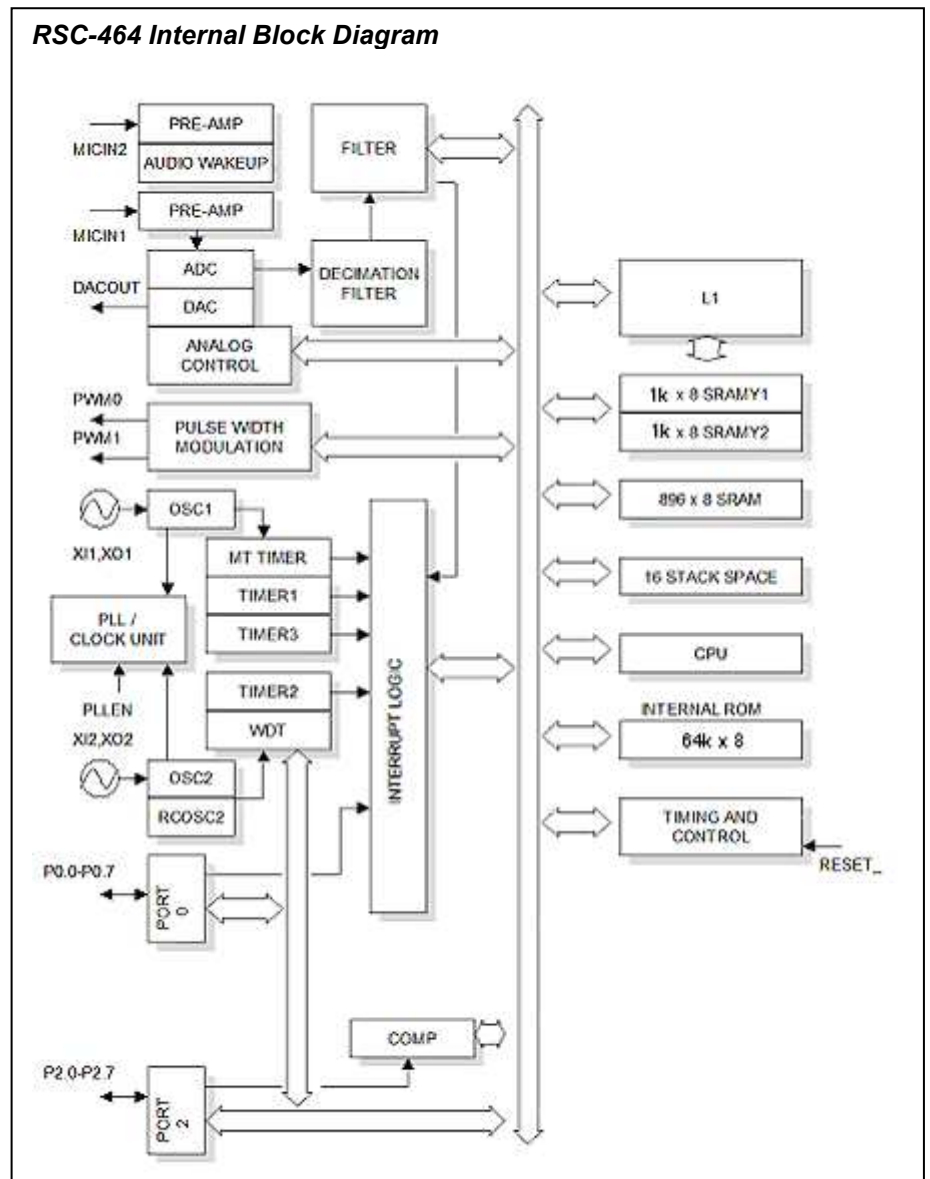 RSC-464 Internal Block Diagram
MICIN2
PRE-AMP
AUDIO WAKEUP
FILTER
MICIN1
PRE-AMP
DACOUT
ADC
DAC
ANALOG
CONTROL
DECIMATION
FILTER
L1
PWM0
PWM1
PULSE WIDTH
MODULATION
1k x 8 SRAMY1
1k x 8 SRAMY2
896 x 8 SRAM
OSC1
XI1,XO1
MT TIMER
TIMER1
TIMER3
16 STACK SPACE
PLL /
CLOCK UNIT
CPU
PLLEN
XI2,XO2
TIMER2
WDT
INTERRUPT LOGIC
INTERNAL ROM
64k x 8
OSC2
RCOSC2
TIMING AND
CONTROL
RESET_
P0.0-P0.7
PORT
0
COMP
P2.0-P2.7
PORT
2